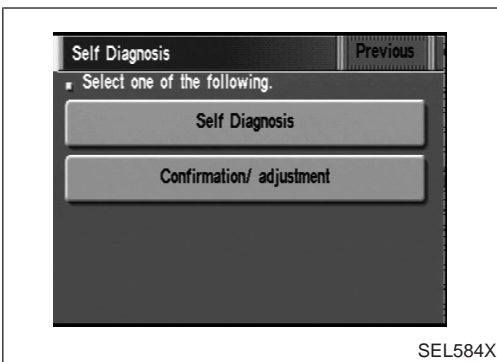 Self Diagnosis Previous
Select one of the following.
Self Diagnosis
Confirmation/ adjustment
SEL584X